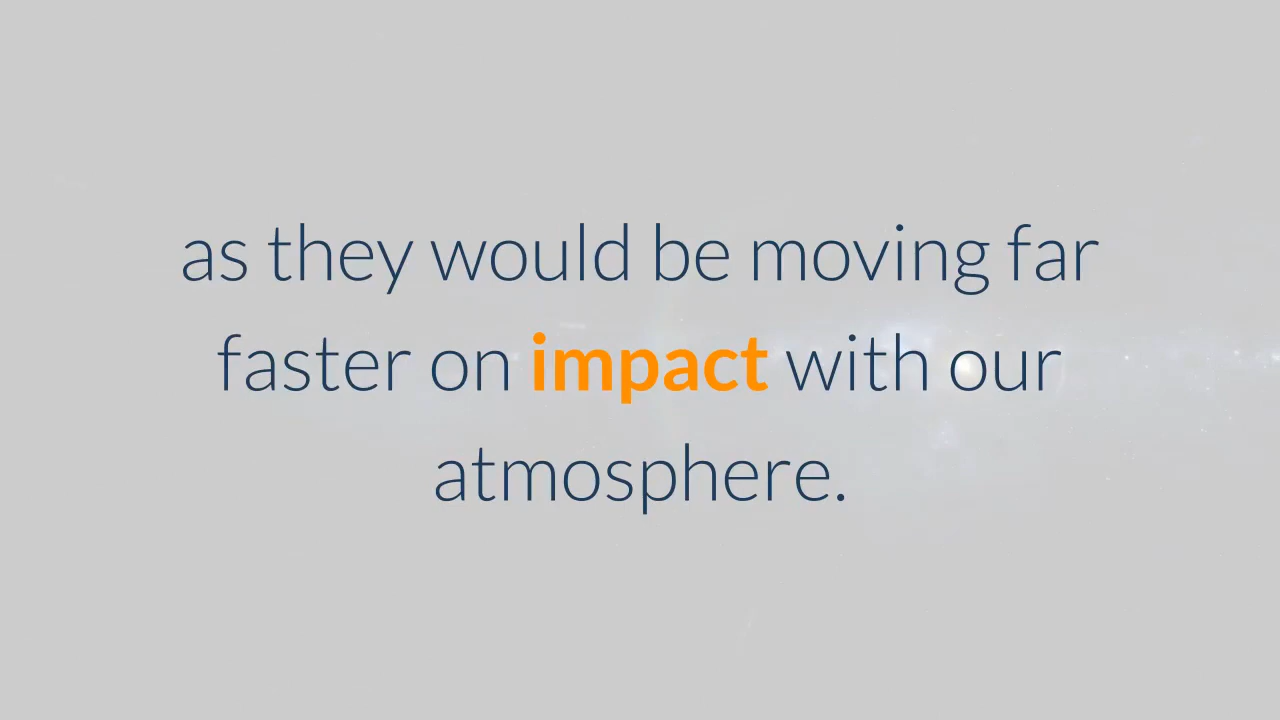 as they would be moving far
faster on impact with our
atmosphere.